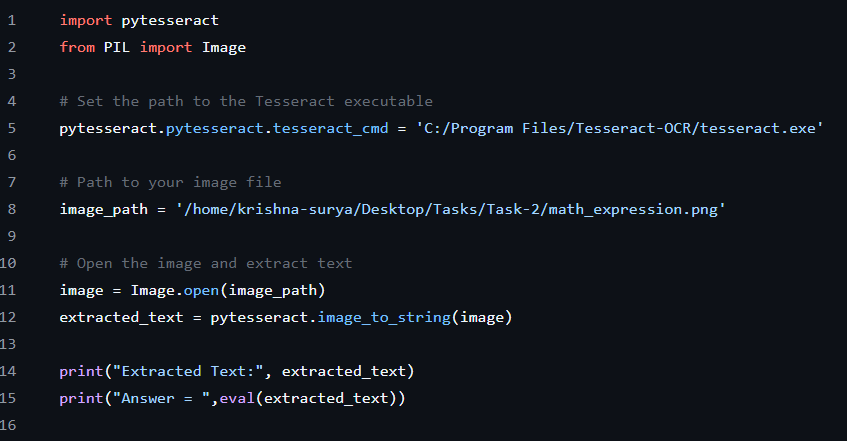 1 import pytesseract
2 from PIL import Image
3
4 # Set the path to the Tesseract executable
5 pytesseract.pytesseract.tesseract_cmd = 'C:/Program Files/Tesseract-OCR/tesseract.exe'
6
7 # Path to your image file
8 image_path = '/home/krishna-surya/Desktop/Tasks/Task-2/math_expression.png'
9
10 # Open the image and extract text
11 image = Image.open(image_path)
12 extracted_text = pytesseract.image_to_string(image)
13
14 print("Extracted Text:", extracted_text)
15 print("Answer = ",eval(extracted_text))
16